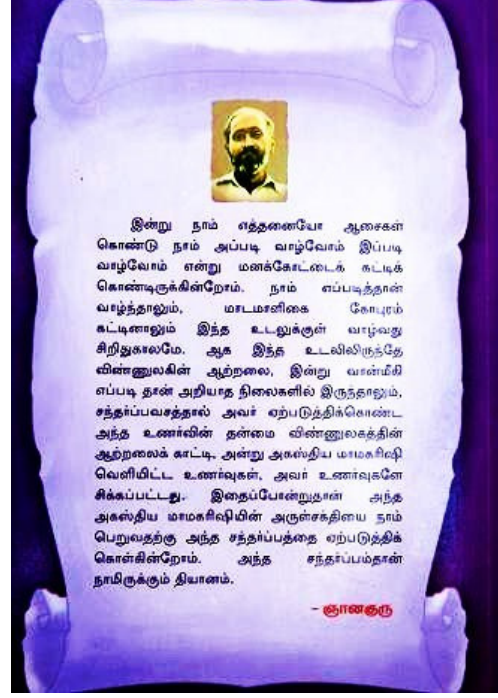 இன்று நாம் எத்தனையோ ஆசைகள்
கொண்டு நாம் அப்படி வாழ்வோம் இப்படி
வாழ்வோம் என்று மனக்கோட்டைக் கட்டிக்
கொண்டிருக்கின்றோம். நாம் எப்படித்தான்
வாழ்ந்தாலும், மாடமாளிகை கோபுரம்
கட்டினாலும் இந்த உடலுக்குள் வாழ்வது
சிறிதுகாலமே. ஆக இந்த உடலிலிருந்தே
விண்ணுலகின் ஆற்றலை, இன்று வான்மீகி
எப்படி தான் அறியாத நிலைகளில் இருந்தாலும்,
சந்தர்ப்பவசத்தால் அவர் ஏற்படுத்திக்கொண்ட
அந்த உணர்வின் தன்மை விண்ணுலகத்தின்
ஆற்றலைக் காட்டி, அன்று அகஸ்திய மாமகரிஷி
வெளியிட்ட உணர்வுகள், அவர் உணர்வுகளே
சிக்கப்பட்டது. இதைப்போன்றுதான் அந்த
அகஸ்திய மாமகரிஷியின் அருள்சக்தியை நாம்
பெறுவதற்கு அந்த சந்தர்ப்பத்தை ஏற்படுத்திக்
கொள்கின்றோம். அந்த சந்தர்ப்பம்தான்
நாமிருக்கும் தியானம்.
- ஞானகுரு